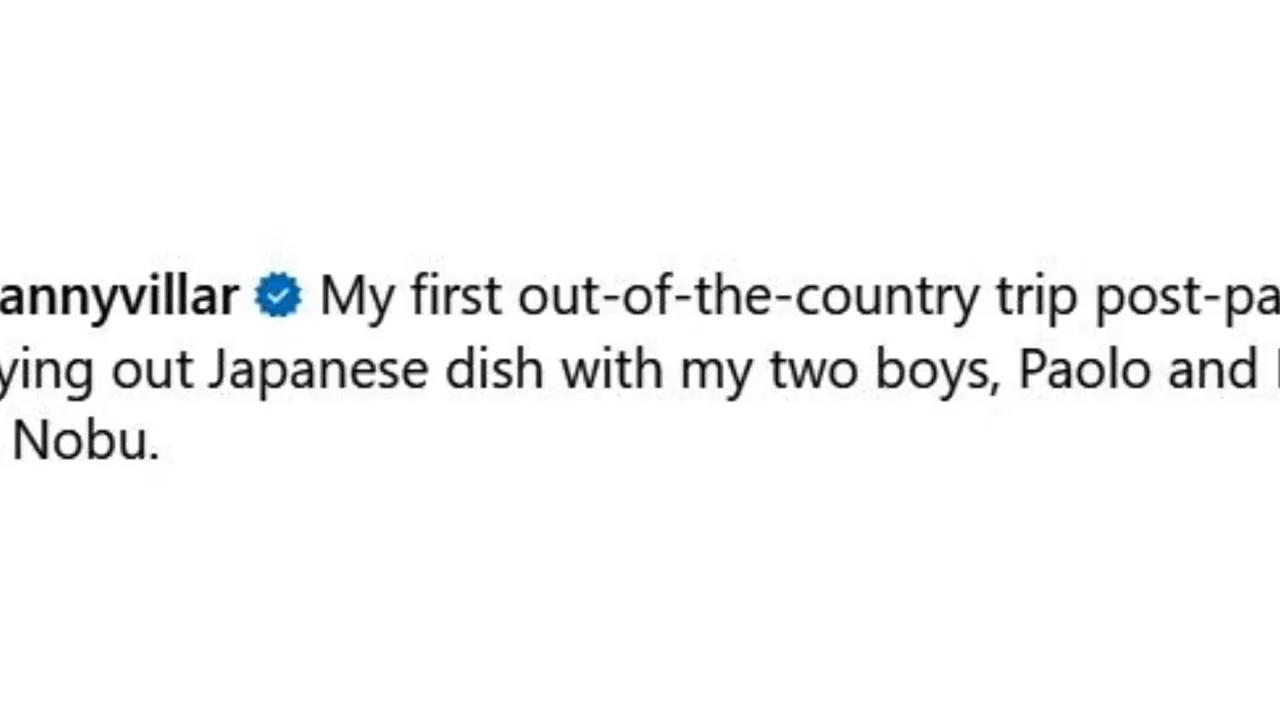 annyvillar My first out-of-the-country trip post-pa
ying out Japanese dish with my two boys, Paolo and
Nobu.